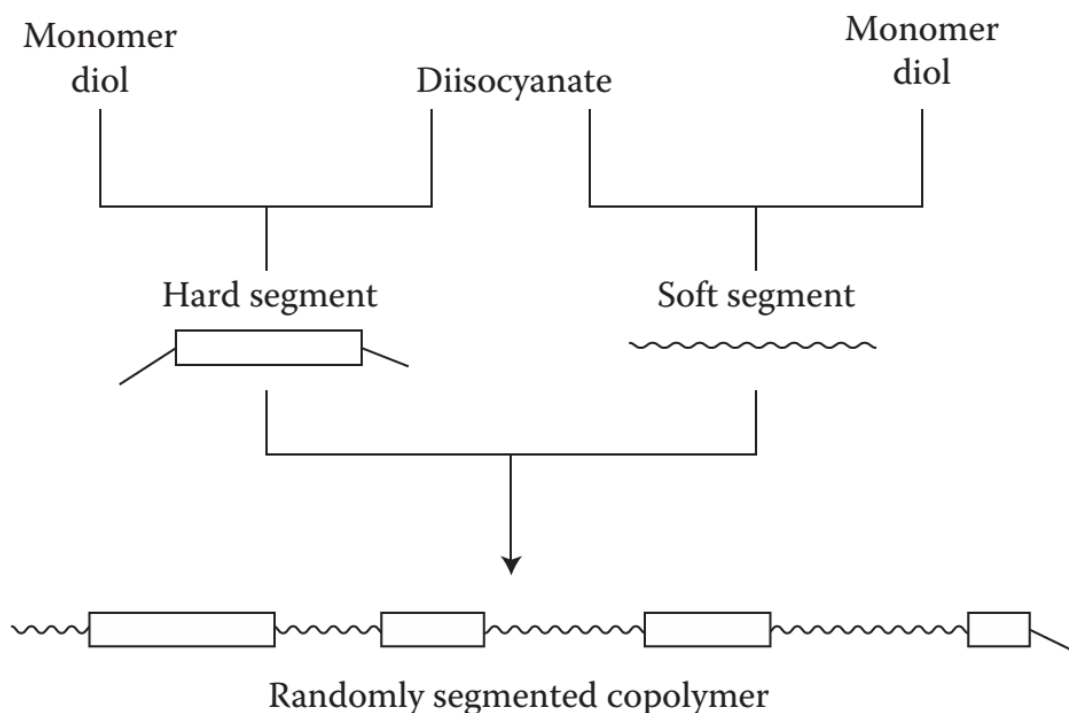 Monomer
diol
Diisocyanate
Monomer
diol
Hard segment
Soft segment
Randomly segmented copolymer